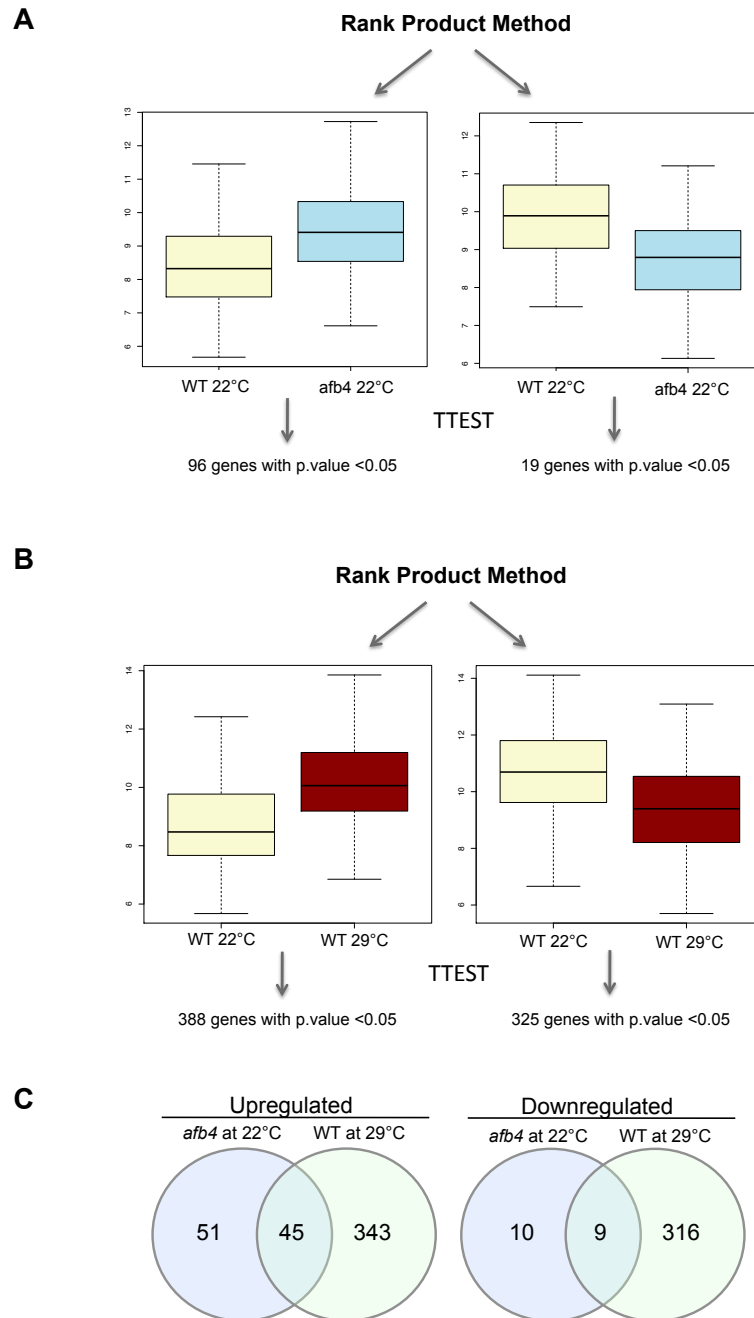 A
Rank Product Method
13
12
11
10
9
8
7
6
12
11
10
9
8
7
6
WT 22°C
afb4 22°C
WT 22°C
afb4 22°C
TTEST
96 genes with p.value <0.05
19 genes with p.value <0.05
B
Rank Product Method
14
12
10
8
6
14
12
10
8
6
WT 22°C
WT 29°C
WT 22°C
WT 29°C
TTEST
388 genes with p.value <0.05
325 genes with p.value <0.05
C
Upregulated
Downregulated
afb4 at 22°C
WT at 29°C
afb4 at 22°C
WT at 29°C
51
45
343
10
9
316